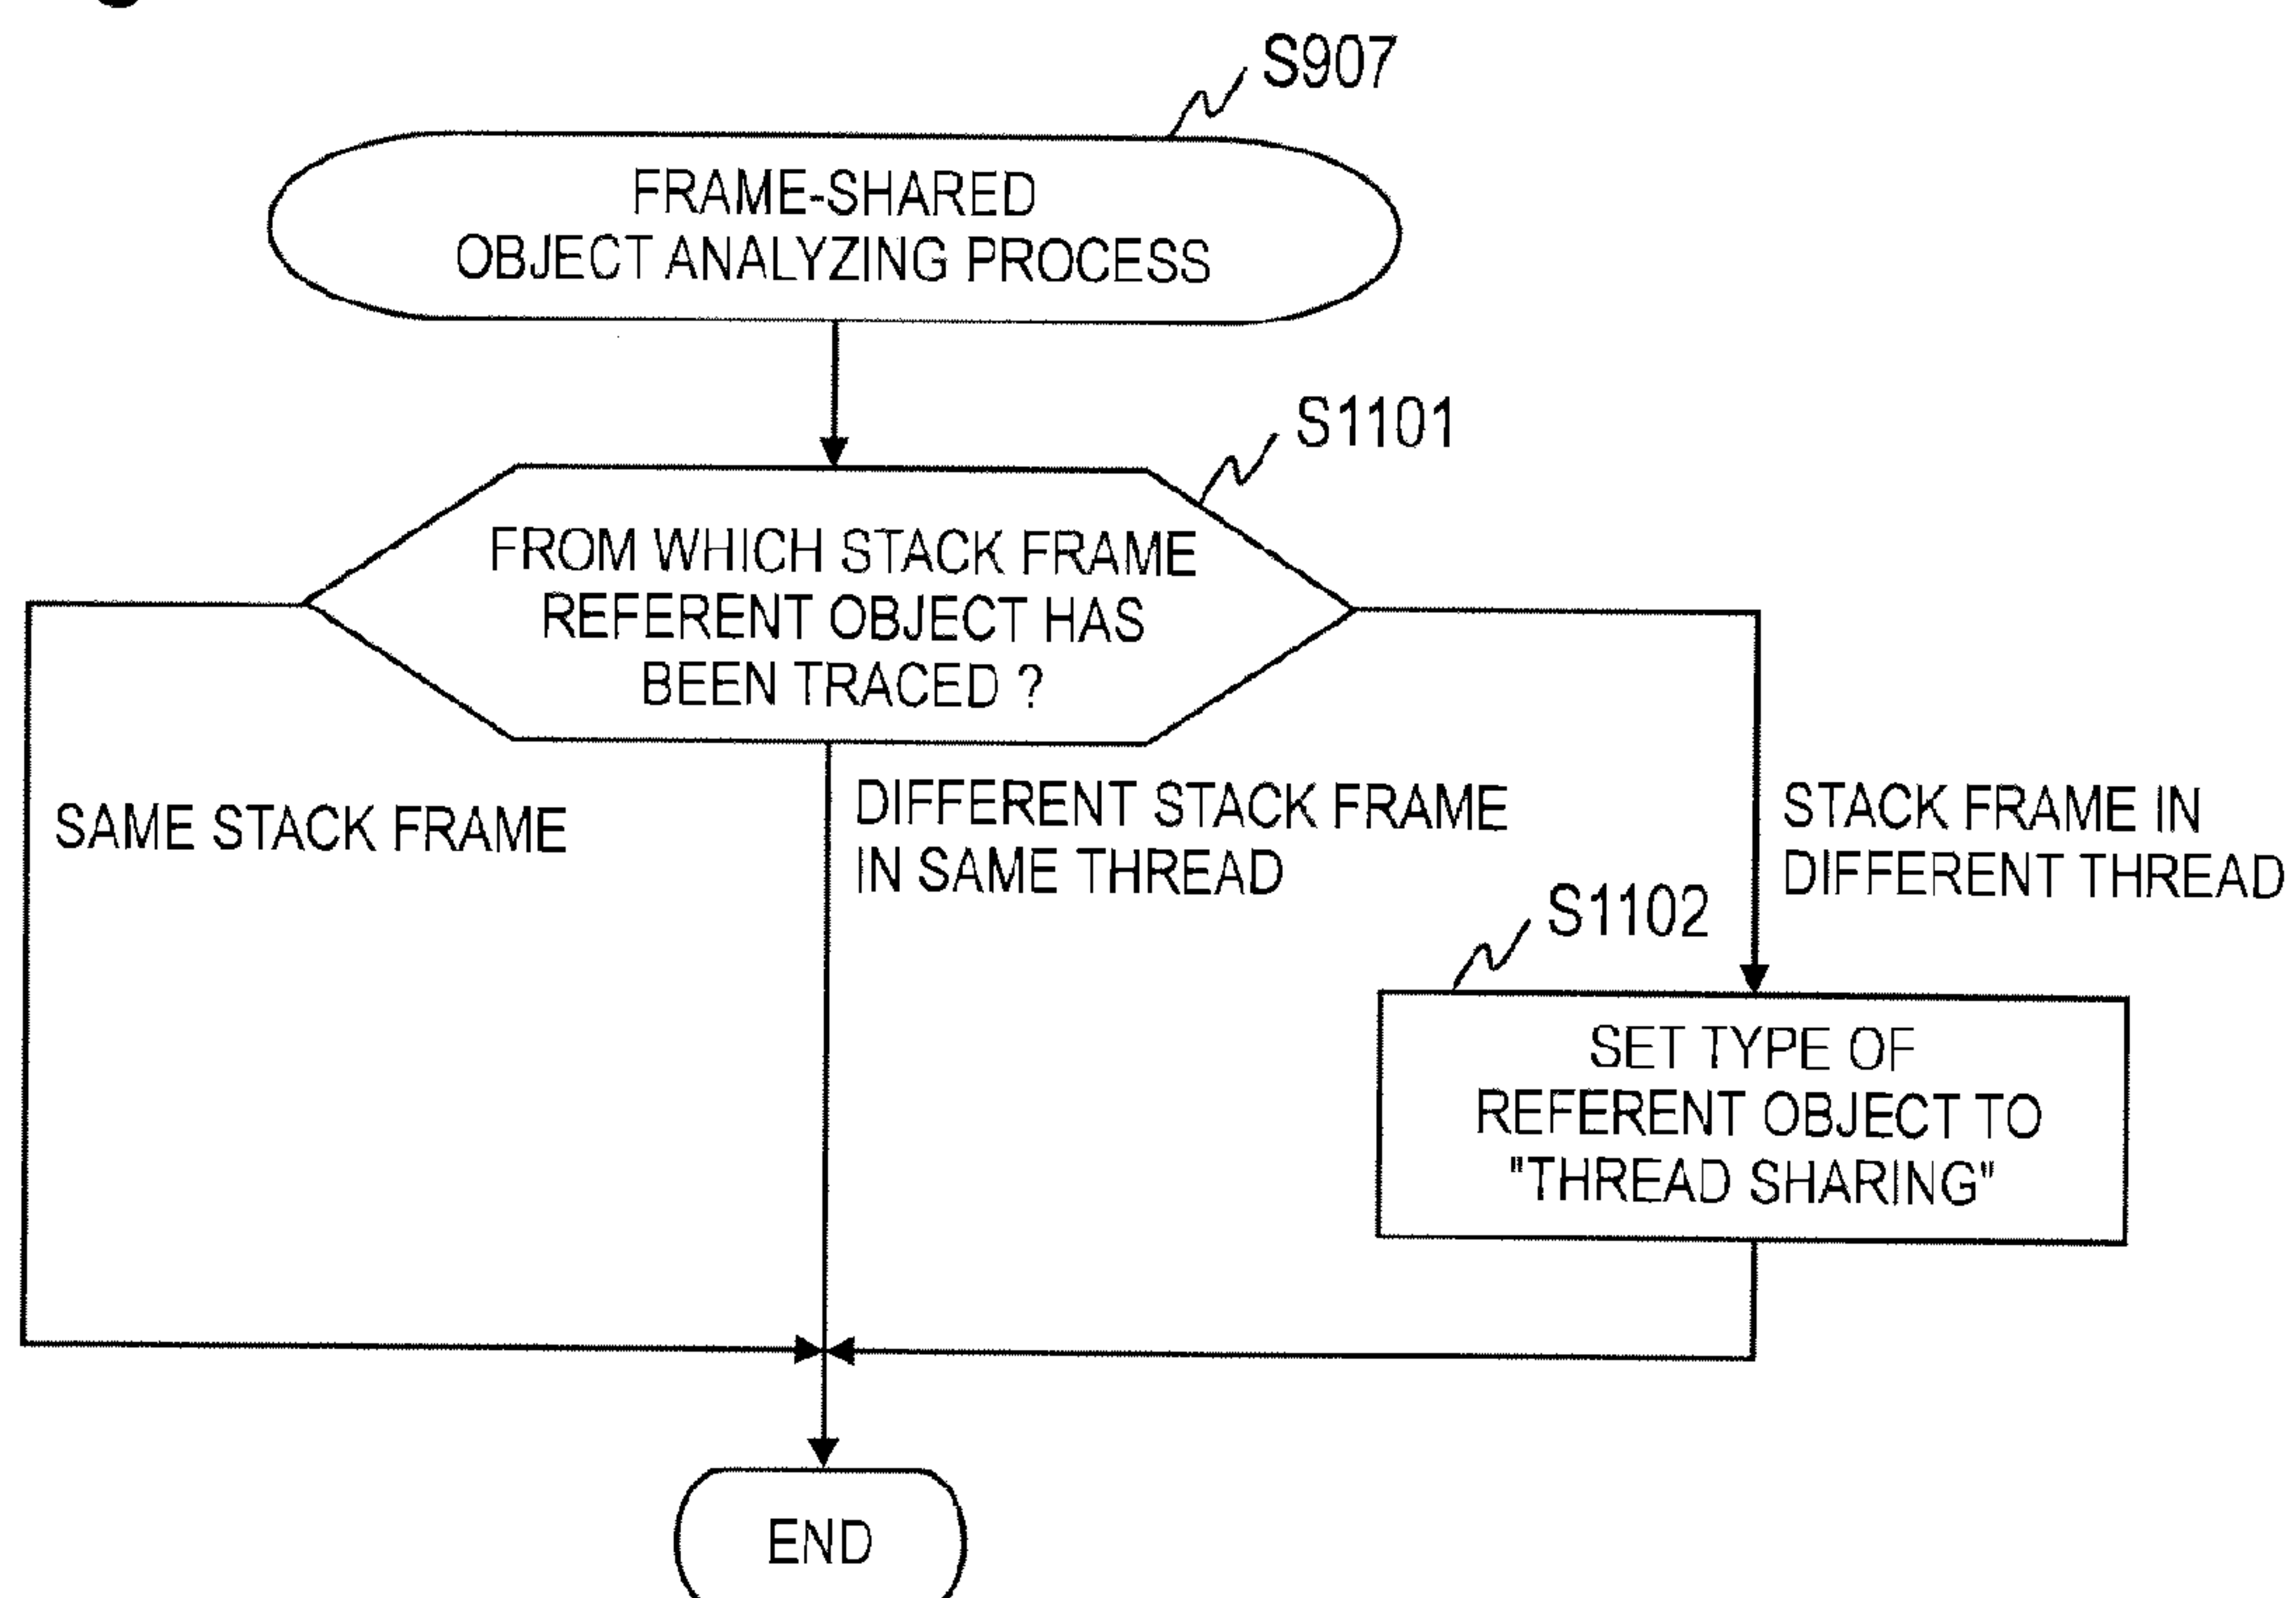 S907
FRAME-SHARED
OBJECT ANALYZING PROCESS
S1101
FROM WHICH STACK FRAME
REFERENT OBJECT HAS
BEEN TRACED ?
SAME STACK FRAME
DIFFERENT STACK FRAME
IN SAME THREAD
STACK FRAME IN
DIFFERENT THREAD
S1102
SET TYPE OF
REFERENT OBJECT TO
"THREAD SHARING"
END